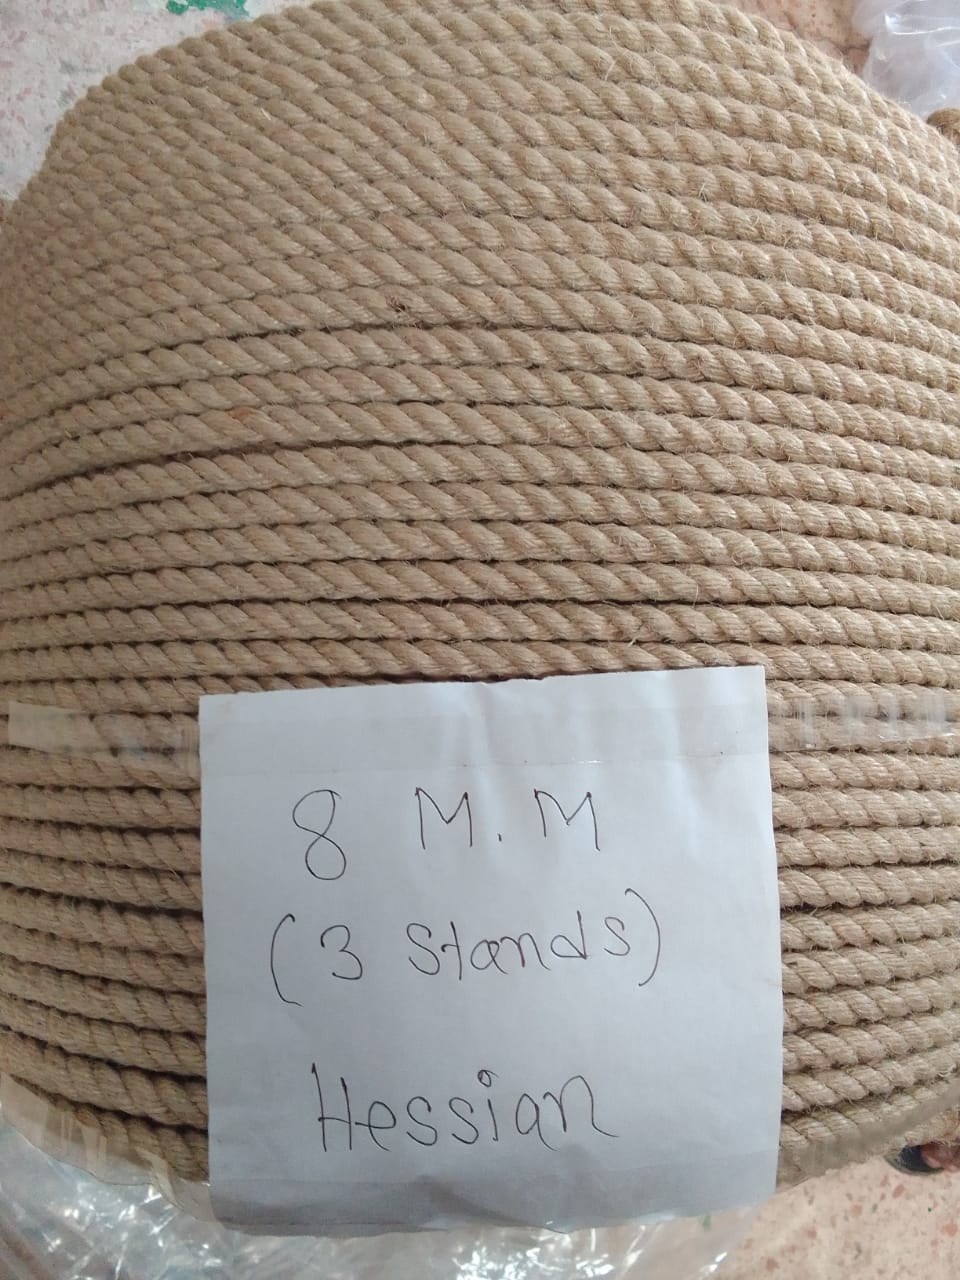 8 M.M
(3 Stands)
Hessian